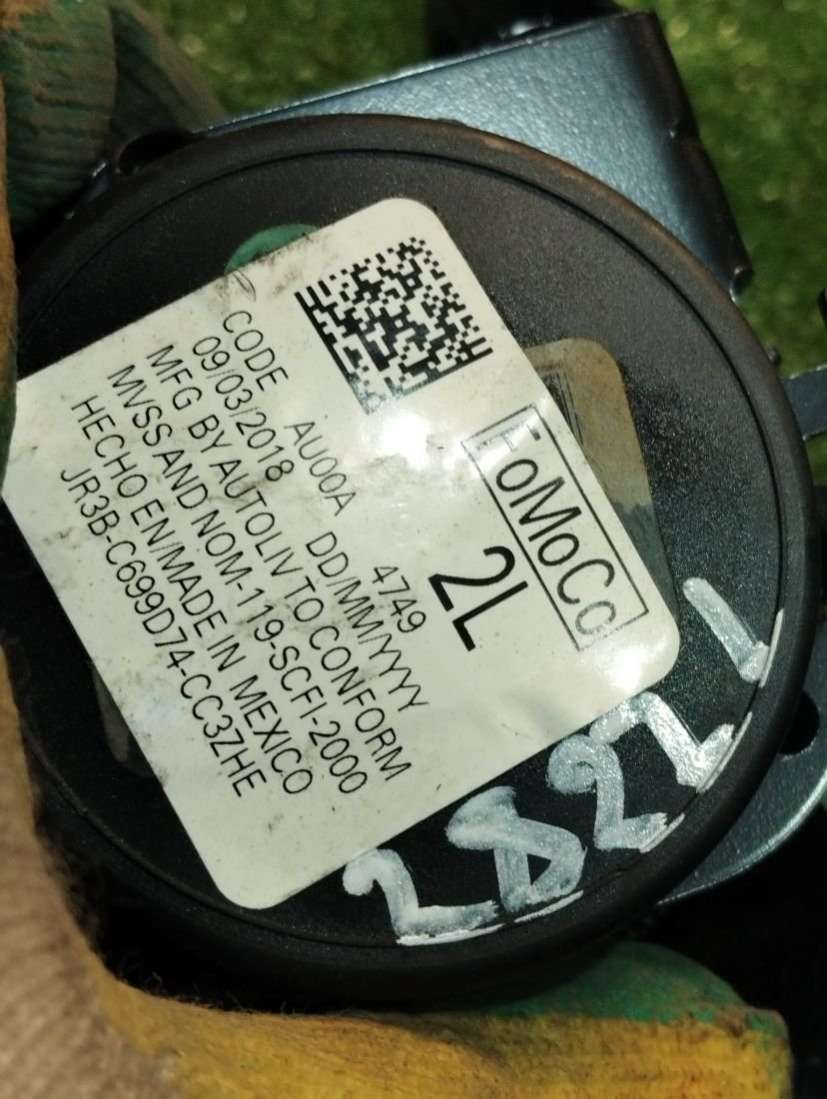 FoMoCo
2L
CODE AU00A 4749
09/03/2018 DD/MM/YYYY
MFG BY AUTOLIV TO CONFORM
MVSS AND NOM-119-SCFI-2000
HECHO EN/MADE IN MEXICO
JR3B-C699D74-CC3ZHE
28221